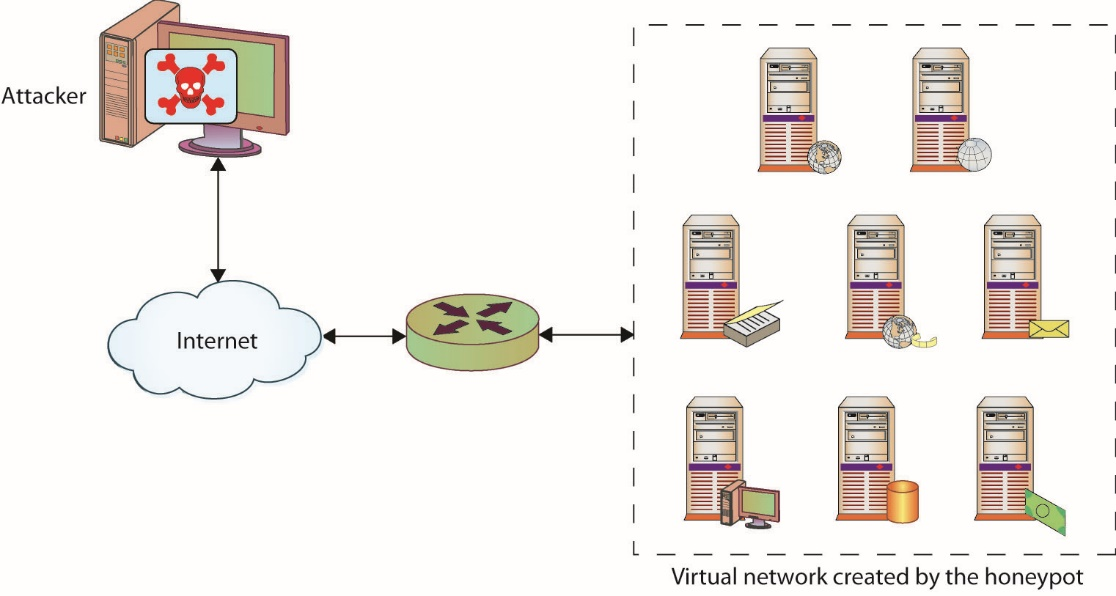 Attacker
Internet
Virtual network created by the honeypot